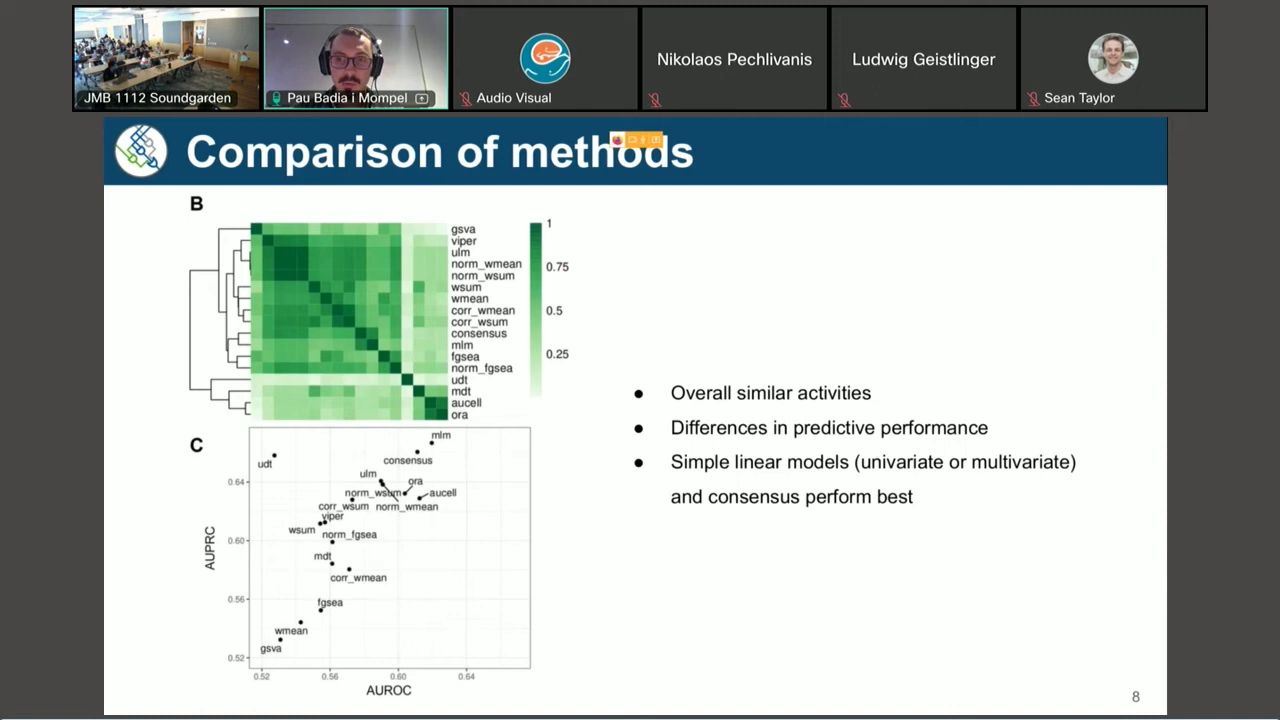 JMB 1112 Soundgarden
Pau Badia i Mompel
Audio Visual
Nikolaos Pechlivanis
Ludwig Geistlinger
Sean Taylor
Comparison of methods
B
gsva
viper
ulm
norm_wmean
norm_wsum
wsum
wmean
corr_wmean
corr_wsum
consensus
mlm
fgsea
norm_fgsea
udt
mdt
aucell
ora
1
0.75
0.5
0.25
C
mlm
consensus
udt
ulm
ora
norm_wsum
aucell
corr_wsum
norm_wmean
viper
wsum
norm_fgsea
mdt
corr_wmean
fgsea
wmean
gsva
0.64
0.60
0.56
0.52
AUPRC
0.52
0.56
0.60
0.64
AUROC
● Overall similar activities
● Differences in predictive performance
● Simple linear models (univariate or multivariate)
and consensus perform best
8